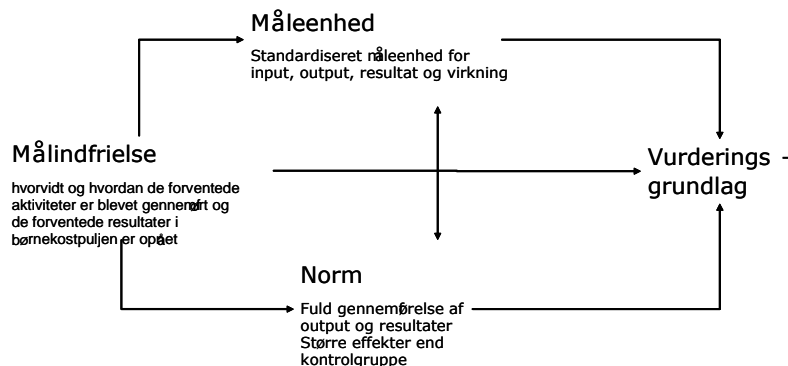 Måleenhed
Standardiseret måleenhed for
input, output, resultat og virkning
Målindfrielse
hvorvidt og hvordan de forventede
aktiviteter er blevet gennemført og
de forventede resultater i
børnekostpuljen er opnået
Vurderings -
grundlag
Norm
Fuld gennemførelse af
output og resultater
Større effekter end
kontrolgruppe